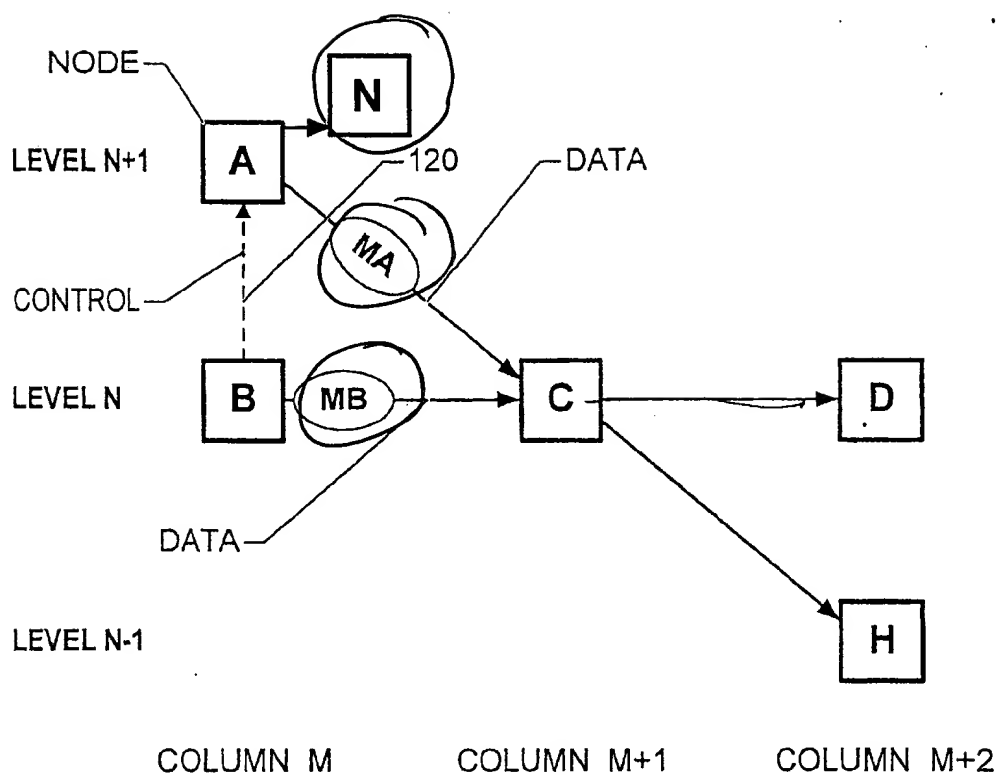 NODE
N
LEVEL N+1
A
120
DATA
MA
CONTROL
LEVEL N
B
MB
C
D
DATA
LEVEL N-1
H
COLUMN M
COLUMN M+1
COLUMN M+2